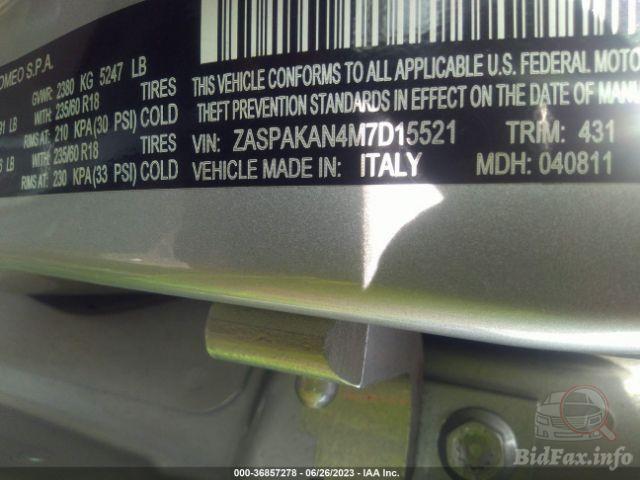 OMEO S.P.A.
GVWR: 2380 KG 5247 LB
TIRES
91 LB WITH: 235/60 R18
RIMS AT: 210 KPA(30 PSI) COLD
TIRES
6 LB WITH: 235/60 R18
RIMS AT: 230 KPA(33 PSI) COLD
THIS VEHICLE CONFORMS TO ALL APPLICABLE U.S. FEDERAL MOTO
THEFT PREVENTION STANDARDS IN EFFECT ON THE DATE OF MANU
VIN: ZASPAKAN4M7D15521 TRIM: 431
VEHICLE MADE IN: ITALY MDH: 040811
000-36857278 - 06/26/2023 - IAA Inc.
BidFax.info